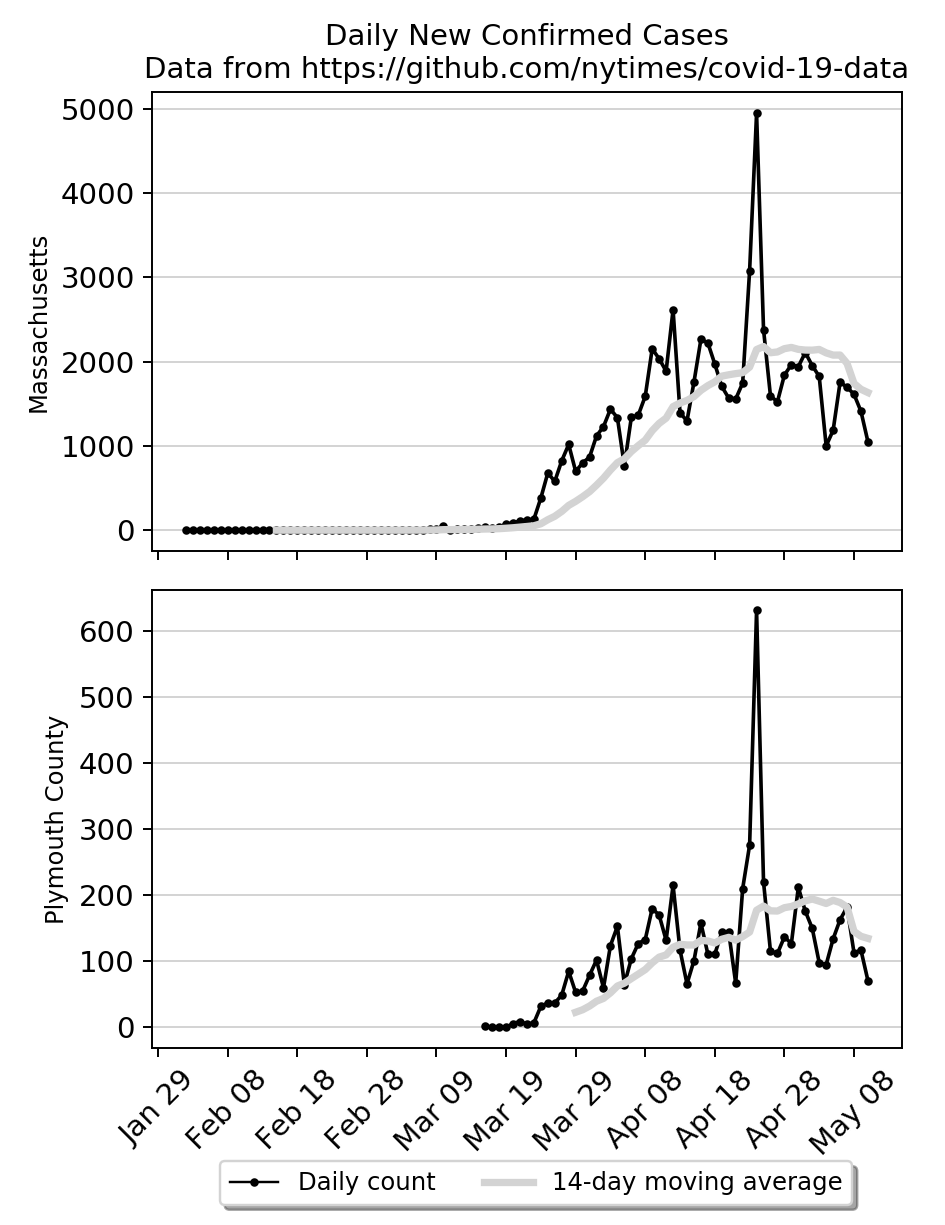 Daily New Confirmed Cases
Data from https://github.com/nytimes/covid-19-data
5000
4000
3000
2000
1000
0
Massachusetts
600
500
400
300
200
100
0
Plymouth County
Jan 29
Feb 08
Feb 18
Feb 28
Mar 09
Mar 19
Mar 29
Apr 08
Apr 18
Apr 28
May 08
Daily count
14-day moving average